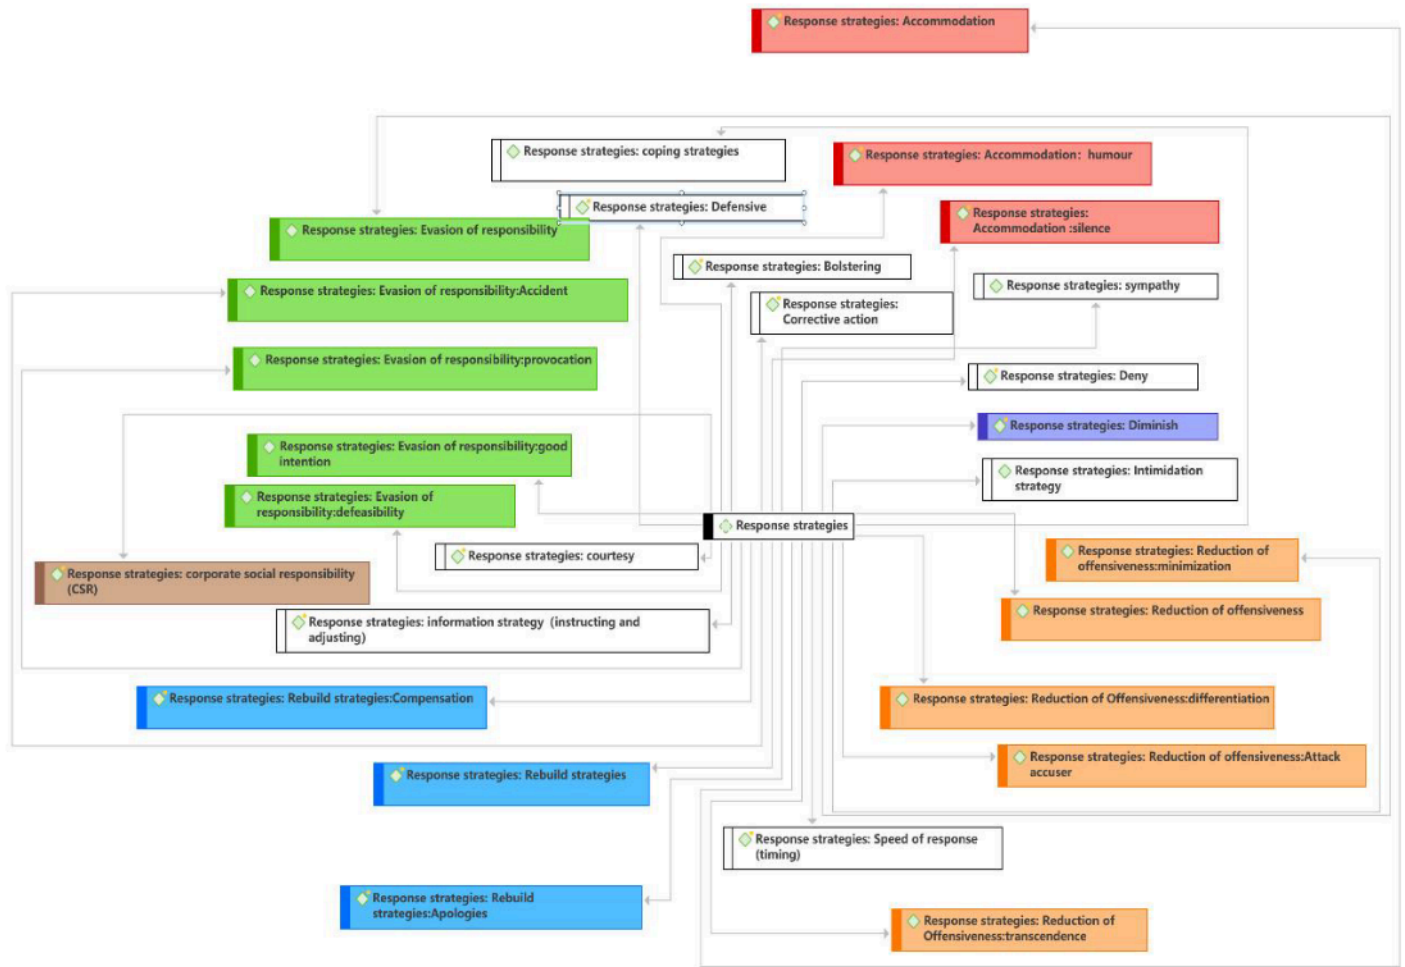 Response strategies: Accommodation
Response strategies: coping strategies
Response strategies: Accommodation: humour
Response strategies: Defensive
Response strategies:
Accommodation :silence
Response strategies: Evasion of responsibility
Response strategies: Bolstering
Response strategies: sympathy
Response strategies: Evasion of responsibility:Accident
Response strategies:
Corrective action
Response strategies: Evasion of responsibility:provocation
Response strategies: Deny
Response strategies: Diminish
Response strategies: Evasion of responsibility:good
intention
Response strategies: Intimidation
strategy
Response strategies: Evasion of
responsibility:defeasibility
Response strategies
Response strategies: courtesy
Response strategies: Reduction of
offensiveness:minimization
Response strategies: corporate social responsibility
(CSR)
Response strategies: Reduction of offensiveness
Response strategies: information strategy (instructing and
adjusting)
Response strategies: Rebuild strategies:Compensation
Response strategies: Reduction of Offensiveness:differentiation
Response strategies: Reduction of offensiveness:Attack
accuser
Response strategies: Rebuild strategies
Response strategies: Speed of response
(timing)
Response strategies: Rebuild
strategies:Apologies
Response strategies: Reduction of
Offensiveness:transcendence